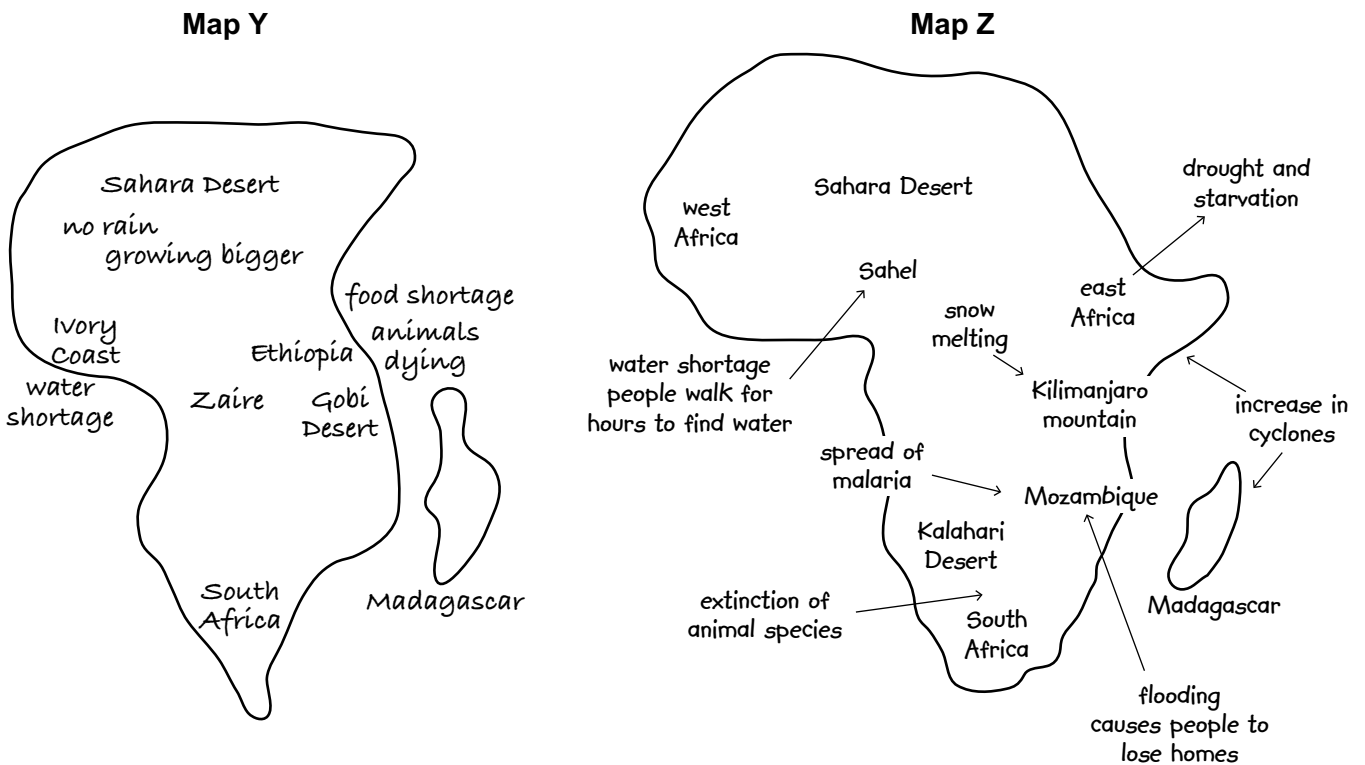 Map Y
Sahara Desert
no rain
growing bigger
food shortage
animals
dying
Ivory
Coast
Ethiopia
water
shortage
Zaire
Gobi
Desert
South
Africa
Madagascar
Map Z
drought and
starvation
Sahara Desert
west
Africa
Sahel
east
Africa
snow
melting
water shortage
people walk for
hours to find water
Kilimanjaro
mountain
increase in
cyclones
spread of
malaria
Mozambique
Kalahari
Desert
extinction of
animal species
South
Africa
Madagascar
flooding
causes people to
lose homes